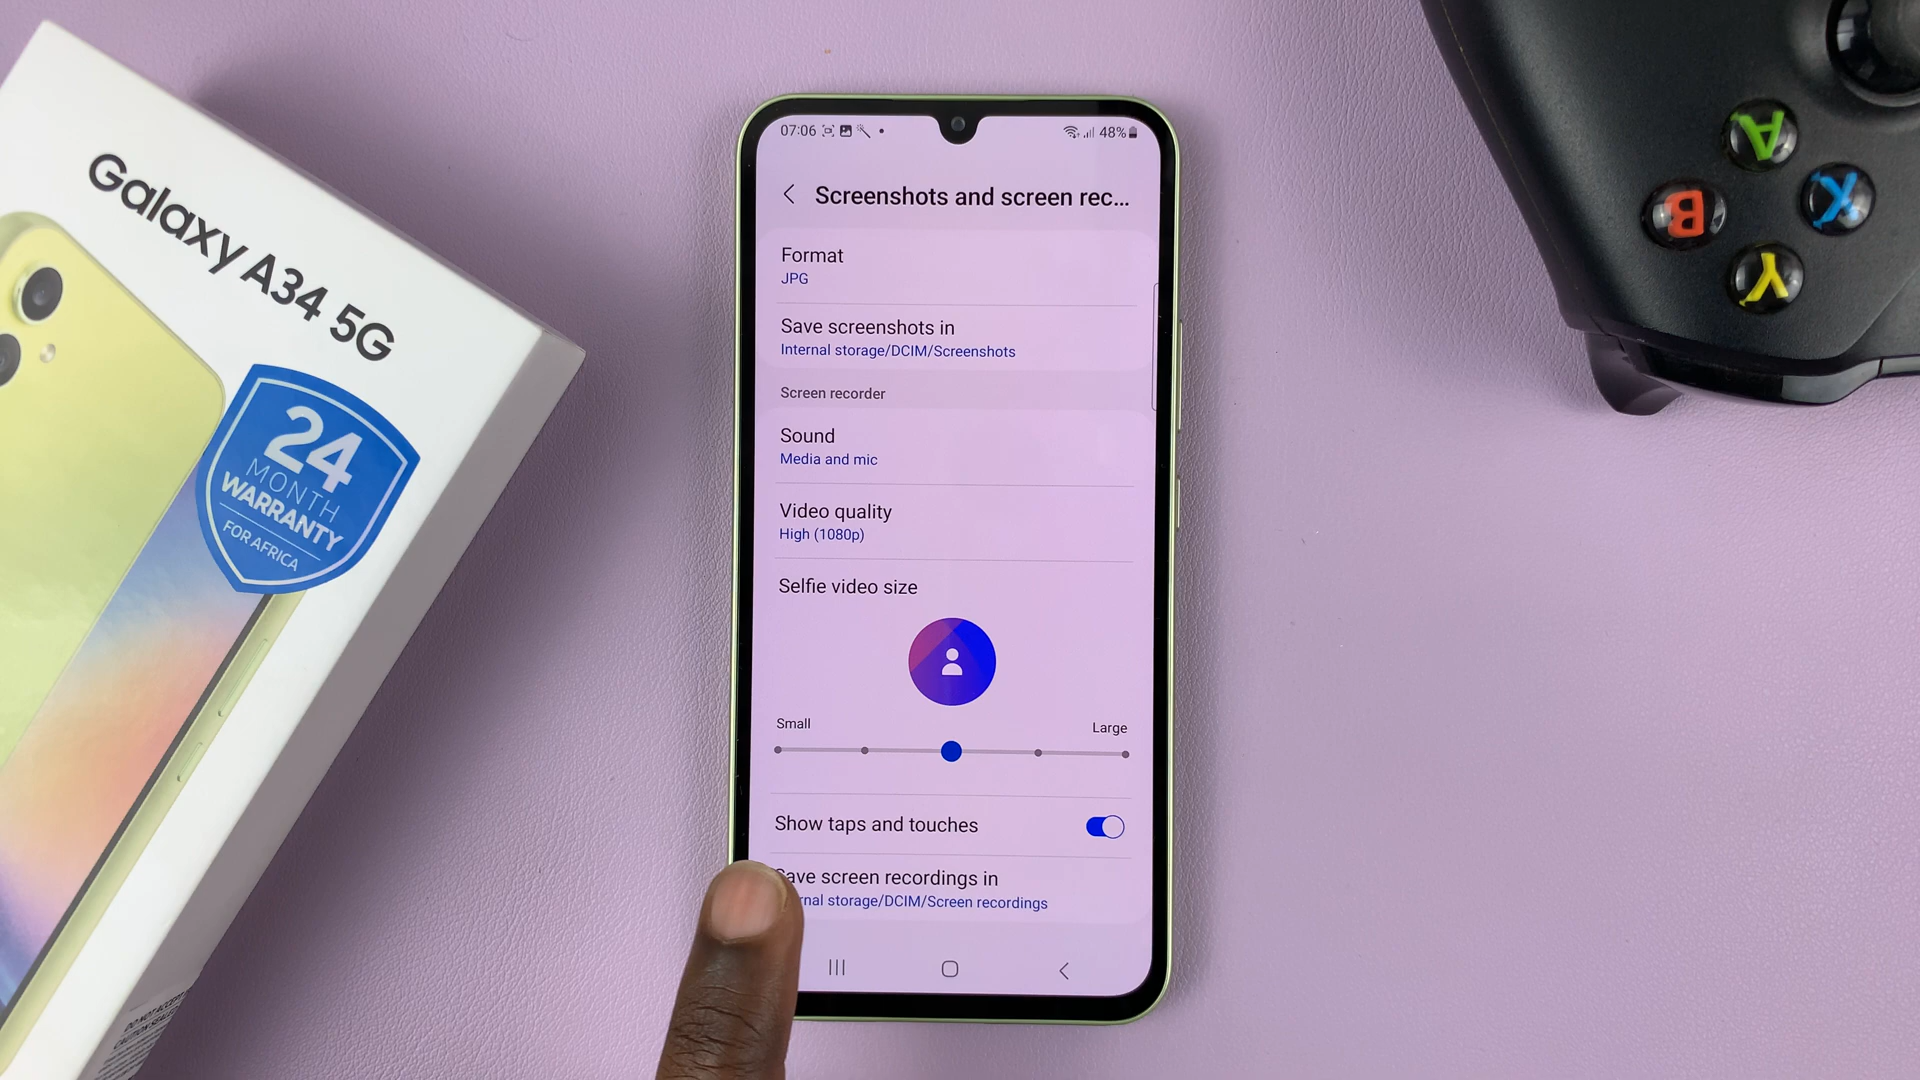 Galaxy A34 5G
24
MONTH
WARRANTY
FOR AFRICA
07:06
48%
Screenshots and screen rec...
Format
JPG
Save screenshots in
Internal storage/DCIM/Screenshots
Screen recorder
Sound
Media and mic
Video quality
High (1080p)
Selfie video size
Small
Large
Show taps and touches
ave screen recordings in
rnal storage/DCIM/Screen recordings
A
B
X
Y